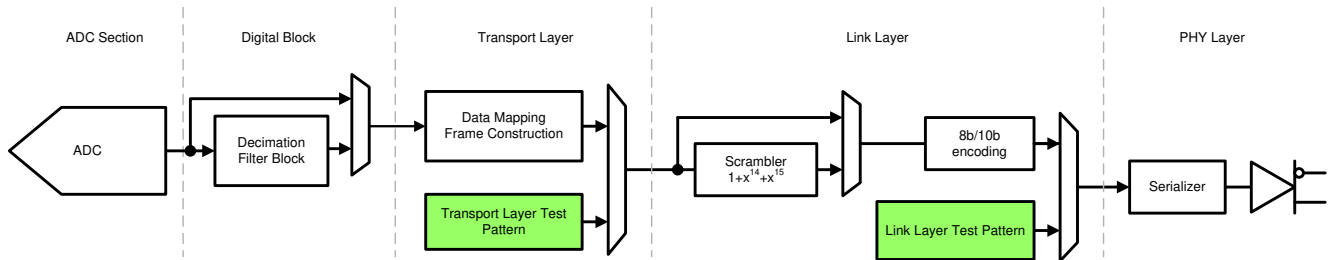 ADC Section
Digital Block
Transport Layer
Link Layer
PHY Layer
ADC
Decimation
Filter Block
Data Mapping
Frame Construction
Transport Layer Test
Pattern
Scrambler
1+x¹⁴+x¹⁵
8b/10b
encoding
Link Layer Test Pattern
Serializer